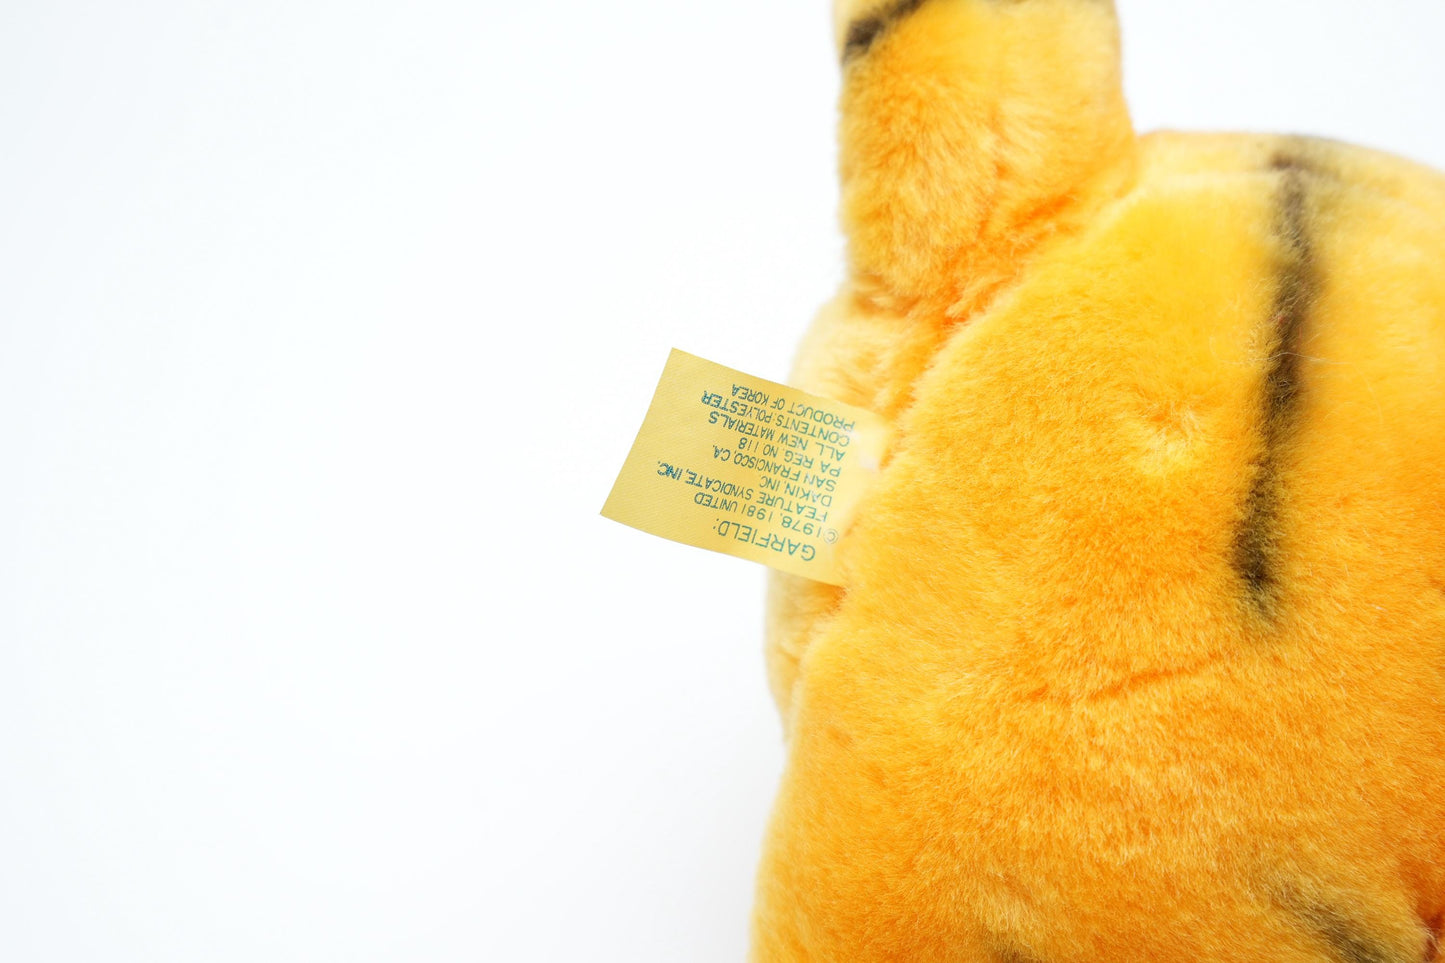 GARFIELD:
©1978, 1981 UNITED
FEATURE SYNDICATE, INC.
DAKIN, INC
SAN FRANCISCO, CA.
PA REG. NO 118
ALL NEW MATERIALS
CONTENTS: POLYESTER
PRODUCT OF KOREA